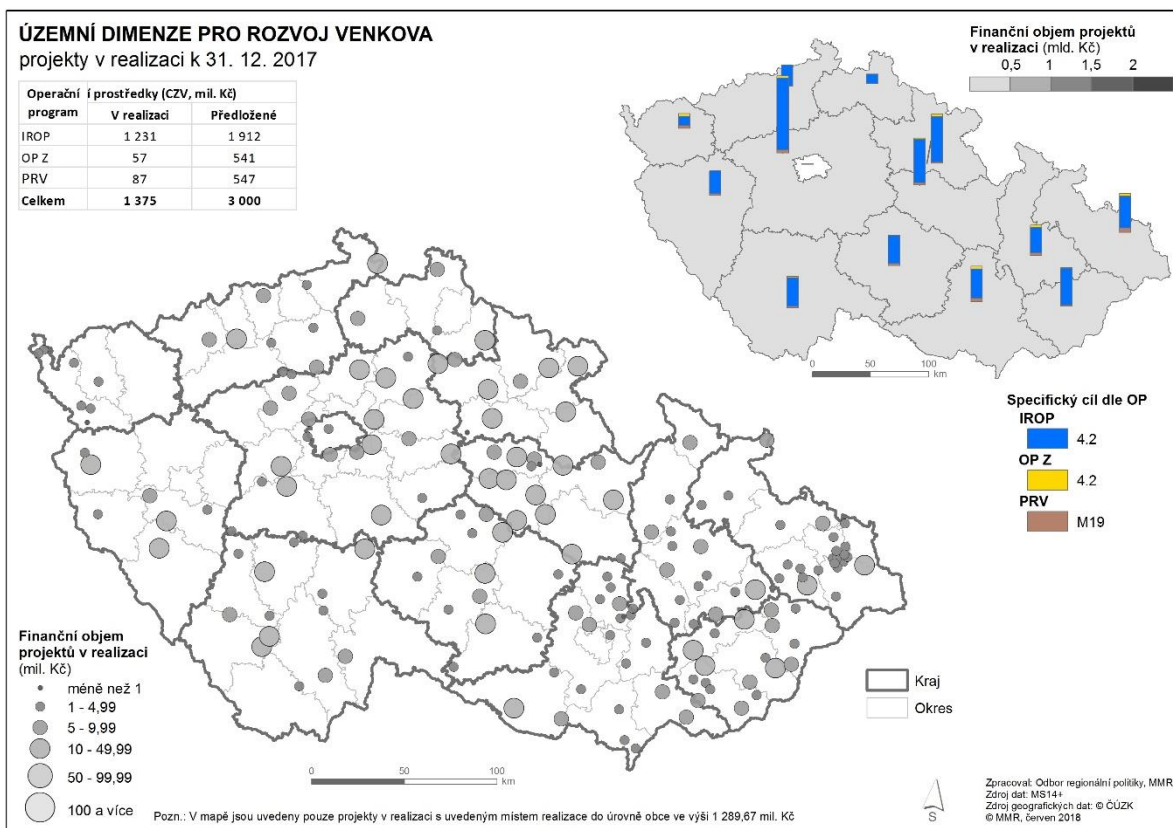 ÚZEMNÍ DIMENZE PRO ROZVOJ VENKOVA
projekty v realizaci k 31. 12. 2017
Operační í prostředky (CZV, mil. Kč)
program V realizaci Předložené
IROP 1 231 1 912
OP Z 57 541
PRV 87 547
Celkem 1 375 3 000
Finanční objem projektů
v realizaci (mld. Kč)
0,5 1 1,5 2
0 50 100
km
Specifický cíl dle OP
IROP
4.2
OP Z
4.2
PRV
M19
Finanční objem
projektů v realizaci
(mil. Kč)
méně než 1
1 - 4,99
5 - 9,99
10 - 49,99
50 - 99,99
100 a více
Kraj
Okres
0 50 100
km
Pozn.: V mapě jsou uvedeny pouze projekty v realizaci s uvedeným místem realizace do úrovně obce ve výši 1 289,67 mil. Kč
S
Zpracoval: Odbor regionální politiky, MMR
Zdroj dat: MS14+
Zdroj geografických dat: © ČÚZK
© MMR, červen 2018